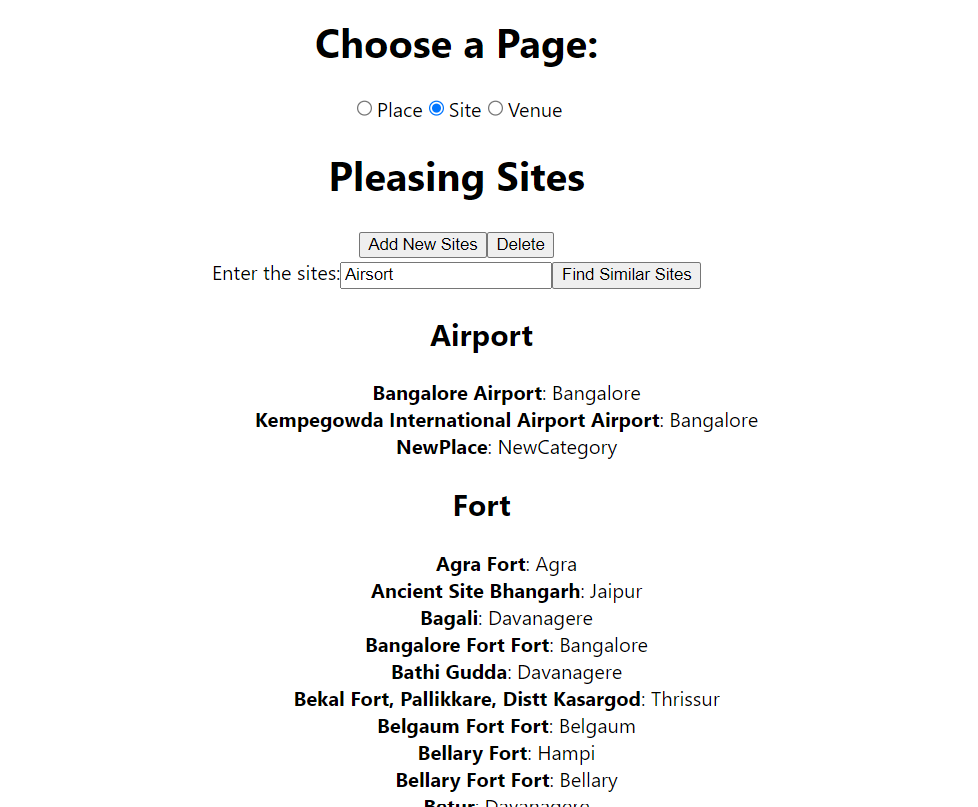 Choose a Page:
Place Site Venue
Pleasing Sites
Add New Sites Delete
Enter the sites: Airsort Find Similar Sites
Airport
Bangalore Airport: Bangalore
Kempegowda International Airport Airport: Bangalore
NewPlace: NewCategory
Fort
Agra Fort: Agra
Ancient Site Bhangarh: Jaipur
Bagali: Davanagere
Bangalore Fort Fort: Bangalore
Bathi Gudda: Davanagere
Bekal Fort, Pallikkare, Distt Kasargod: Thrissur
Belgaum Fort Fort: Belgaum
Bellary Fort: Hampi
Bellary Fort Fort: Bellary
Betur: Davanagere